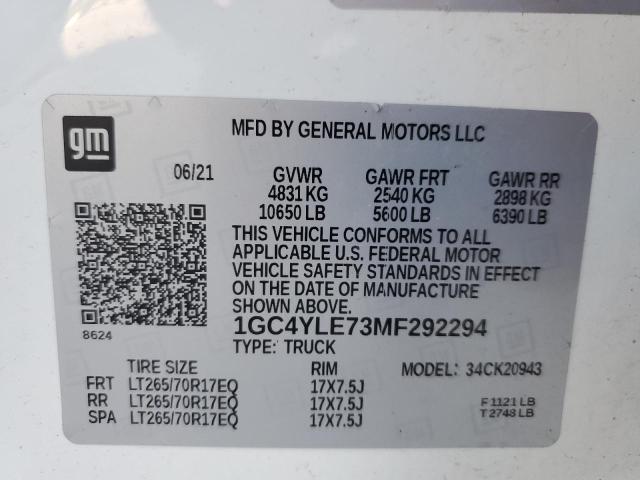 gm
MFD BY GENERAL MOTORS LLC
06/21 GVWR GAWR FRT GAWR RR
4831 KG 2540 KG 2898 KG
10650 LB 5600 LB 6390 LB
THIS VEHICLE CONFORMS TO ALL
APPLICABLE U.S. FEDERAL MOTOR
VEHICLE SAFETY STANDARDS IN EFFECT
ON THE DATE OF MANUFACTURE
SHOWN ABOVE.
8624
1GC4YLE73MF292294
TYPE: TRUCK
TIRE SIZE RIM MODEL: 34CK20943
FRT LT265/70R17EQ 17X7.5J
RR LT265/70R17EQ 17X7.5J F1121 LB
SPA LT265/70R17EQ 17X7.5J T2748 LB